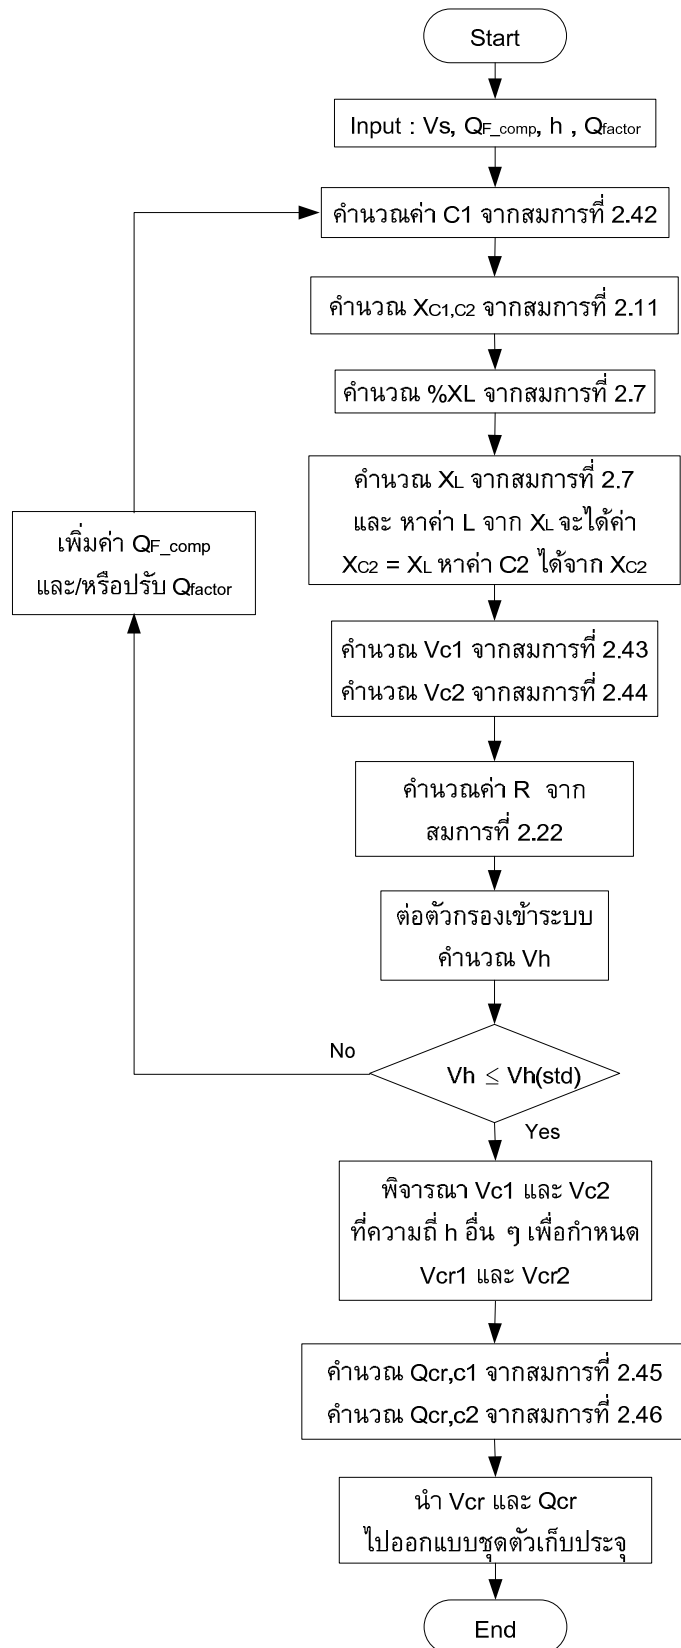 Start
Input : Vs, QF_comp, h , Qfactor
คำนวณค่า C1 จากสมการที่ 2.42
คำนวณ XC1,C2 จากสมการที่ 2.11
คำนวณ %XL จากสมการที่ 2.7
คำนวณ XL จากสมการที่ 2.7
และ หาค่า L จาก XL จะได้ค่า
XC2 = XL หาค่า C2 ได้จาก XC2
เพิ่มค่า QF_comp
และ/หรือปรับ Qfactor
คำนวณ Vc1 จากสมการที่ 2.43
คำนวณ Vc2 จากสมการที่ 2.44
คำนวณค่า R จาก
สมการที่ 2.22
ต่อตัวกรองเข้าระบบ
คำนวณ Vh
No
Vh ≤ Vh(std)
Yes
พิจารณา Vc1 และ Vc2
ที่ความถี่ h อื่น ๆ เพื่อกำหนด
Vcr1 และ Vcr2
คำนวณ Qcr,c1 จากสมการที่ 2.45
คำนวณ Qcr,c2 จากสมการที่ 2.46
นำ Vcr และ Qcr
ไปออกแบบชุดตัวเก็บประจุ
End